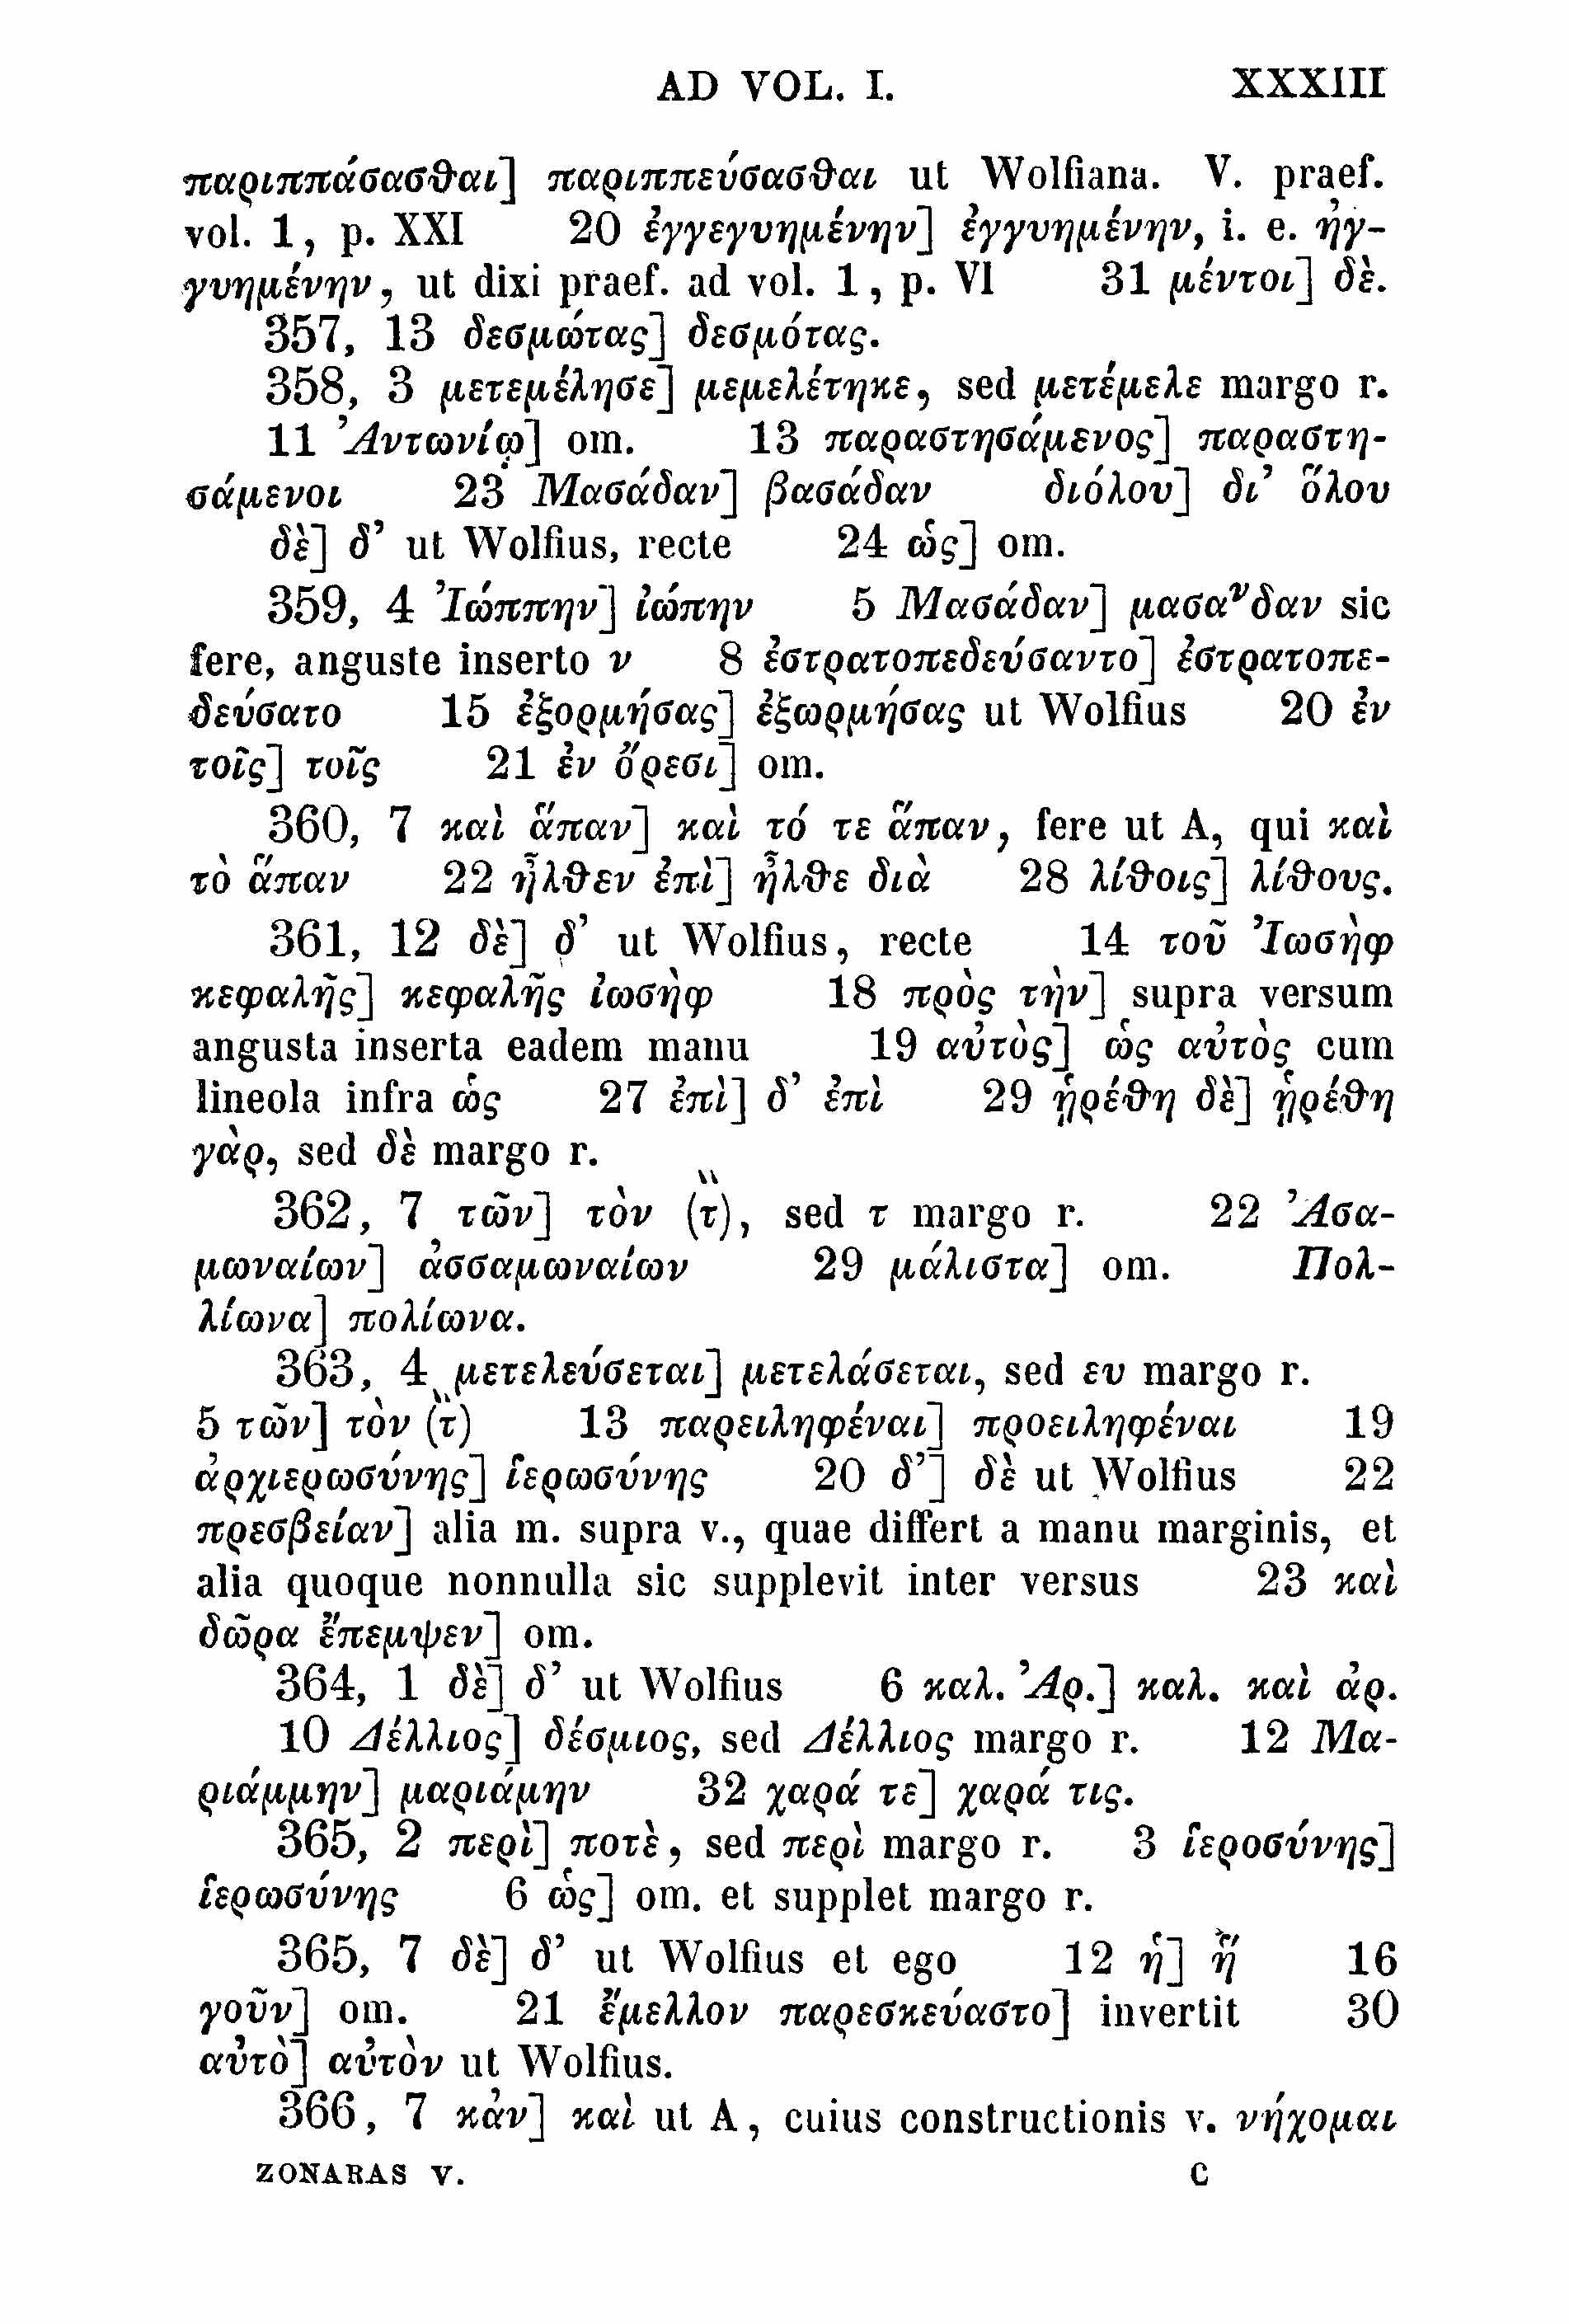 AD VOL. I. XXXIII
παριππάσασθαι] παριππεύσασθαι ut Wolfiana. V. praef.
vol. 1, p. XXI 20 ἐγγεγυημένην] ἐγγυημένην, i. e. ἠγ-
γυημένην, ut dixi praef. ad vol. 1, p. VI 31 μέντοι] δὲ.
357, 13 δεσμώτας] δεσμότας.
358, 3 μετεμέλησε] μεμελέτηκε, sed μετέμελε margo r.
11 Ἀντωνίῳ] om. 13 παραστησάμενος] παραστη-
σάμενοι 23 Μασάδαν] βασάδαν διόλου] δι’ ὅλου
δὲ] δ’ ut Wolfius, recte 24 ὡς] om.
359, 4 Ἰώππην] ἰώπην 5 Μασάδαν] μασανδαν sic
fere, anguste inserto ν 8 ἐστρατοπεδεύσαντο] ἐστρατοπε-
δεύσατο 15 ἐξορμήσας] ἐξωρμήσας ut Wolfius 20 ἐν
τοῖς] τοῖς 21 ἐν ὄρεσι] om.
360, 7 καὶ ἅπαν] καὶ τό τε ἅπαν, fere ut A, qui καὶ
τὸ ἅπαν 22 ἦλθεν ἐπὶ] ἦλθε διὰ 28 λίθοις] λίθους.
361, 12 δὲ] δ’ ut Wolfius, recte 14 τοῦ Ἰωσὴφ
κεφαλῆς] κεφαλῆς ἰωσὴφ 18 πρὸς τὴν] supra versum
angusta inserta eadem manu 19 αὐτὸς] ὡς αὐτὸς cum
lineola infra ὡς 27 ἐπὶ] δ’ ἐπὶ 29 ᾑρέθη δὲ] ᾑρέθη
γὰρ, sed δὲ margo r.
362, 7 τῶν] τὸν (τ̏), sed τ margo r. 22 Ἀσα-
μωναίων] ἀσσαμωναίων 29 μάλιστα] om. Πολ-
λίωνα] πολίωνα.
363, 4 μετελεύσεται] μετελάσεται, sed ευ margo r.
5 τῶν] τὸν (τ̏) 13 παρειληφέναι] προειληφέναι 19
ἀρχιερωσύνης] ἱερωσύνης 20 δ’] δὲ ut Wolfius 22
πρεσβείαν] alia m. supra v., quae differt a manu marginis, et
alia quoque nonnulla sic supplevit inter versus 23 καὶ
δῶρα ἔπεμψεν] om.
364, 1 δὲ] δ’ ut Wolfius 6 καλ. Ἀρ.] καλ. καὶ ἀρ.
10 Δέλλιος] δέσμιος, sed Δέλλιος margo r. 12 Μα-
ριάμμην] μαριάμην 32 χαρά τε] χαρά τις.
365, 2 περὶ] ποτὲ, sed περὶ margo r. 3 ἱεροσύνης]
ἱερωσύνης 6 ὡς] om. et supplet margo r.
365, 7 δὲ] δ’ ut Wolfius et ego 12 ἡ] ἢ 16
γοῦν] om. 21 ἔμελλον παρεσκεύαστο] invertit 30
αὐτὸ] αὐτὸν ut Wolfius.
366, 7 κἀν] καὶ ut A, cuius constructionis v. νήχομαι
ZONARAS V. C